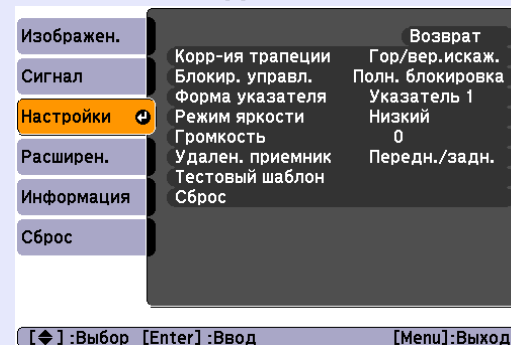 Изображен.
Сигнал
Настройки
Расширен.
Информация
Сброс
Возврат
Корр-ия трапеции Гор/вер.искаж.
Блокир. управл. Полн. блокировка
Форма указателя Указатель 1
Режим яркости Низкий
Громкость 0
Удален. приемник Передн./задн.
Тестовый шаблон
Сброс
[◆] :Выбор [Enter] :Ввод [Menu]:Выход